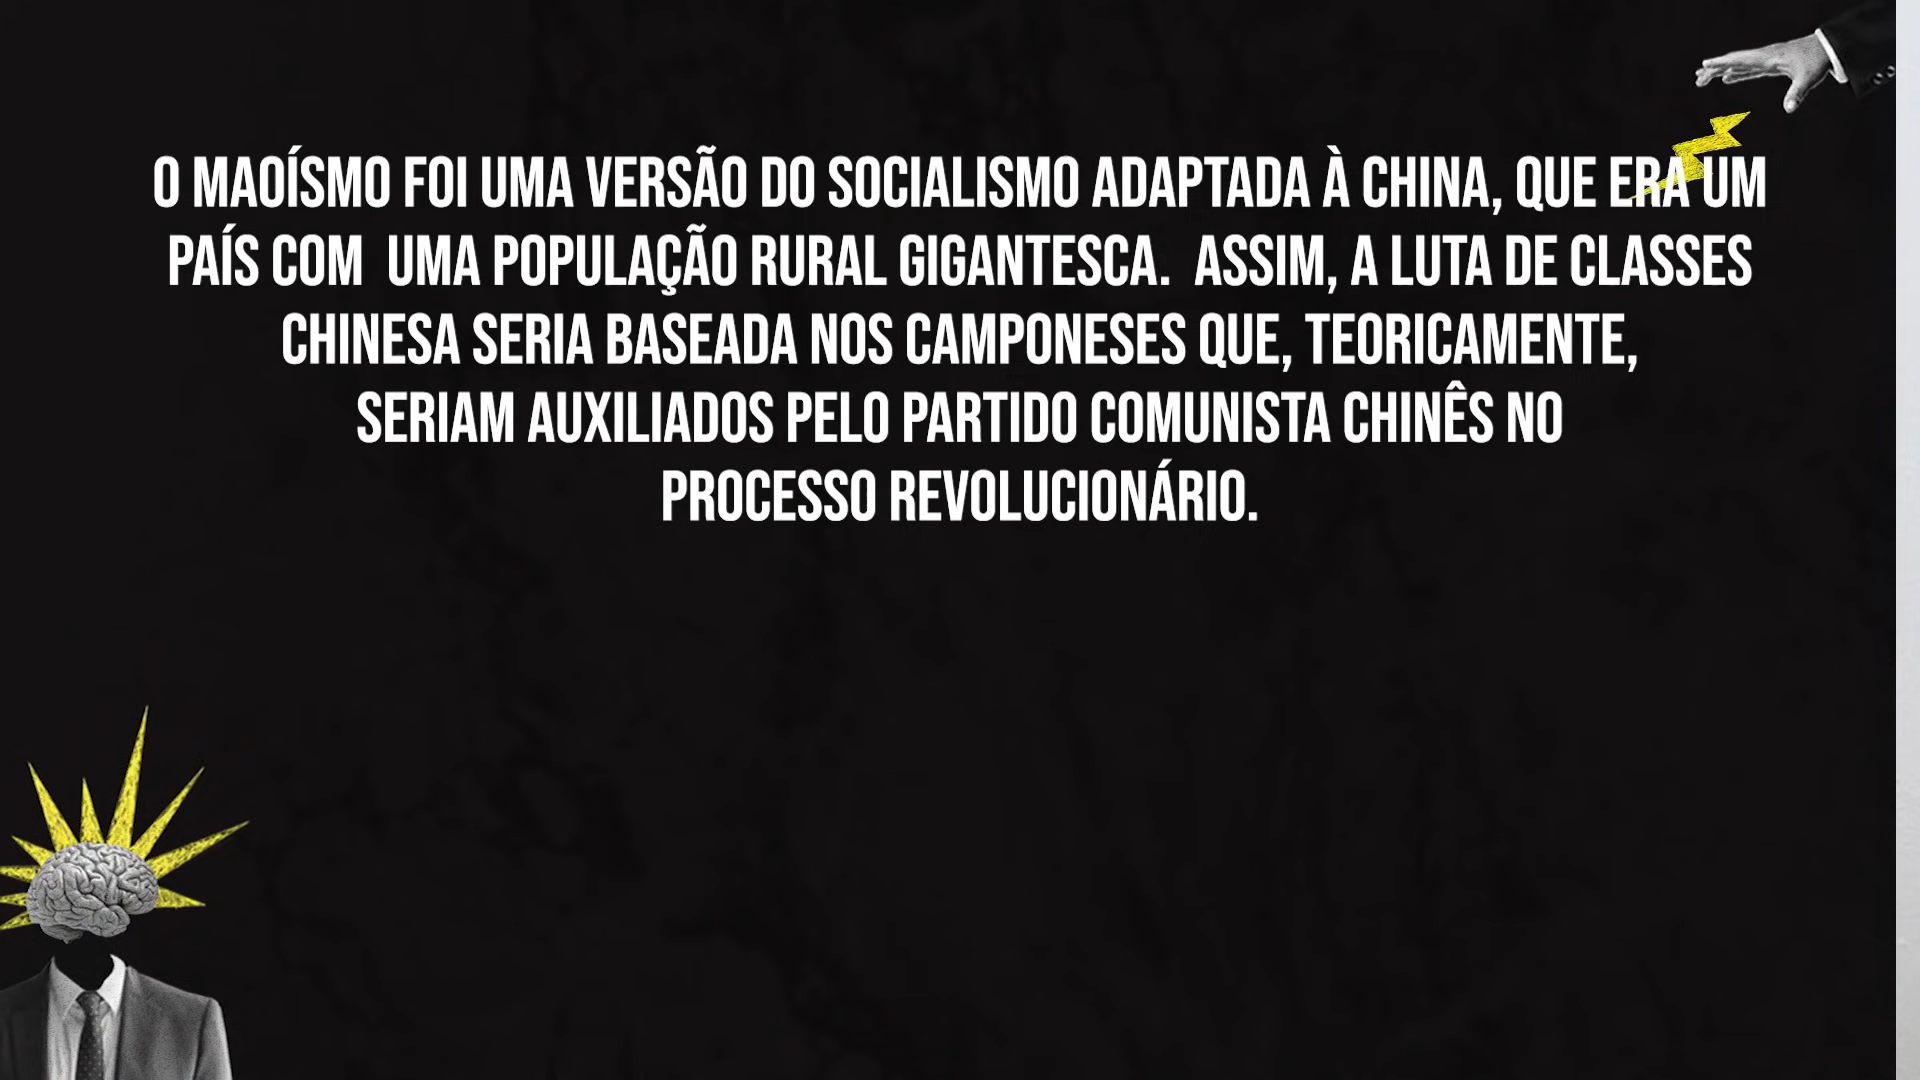 O MAOÍSMO FOI UMA VERSÃO DO SOCIALISMO ADAPTADA À CHINA, QUE ERA UM
PAÍS COM UMA POPULAÇÃO RURAL GIGANTESCA. ASSIM, A LUTA DE CLASSES
CHINESA SERIA BASEADA NOS CAMPONESES QUE, TEORICAMENTE,
SERIAM AUXILIADOS PELO PARTIDO COMUNISTA CHINÊS NO
PROCESSO REVOLUCIONÁRIO.